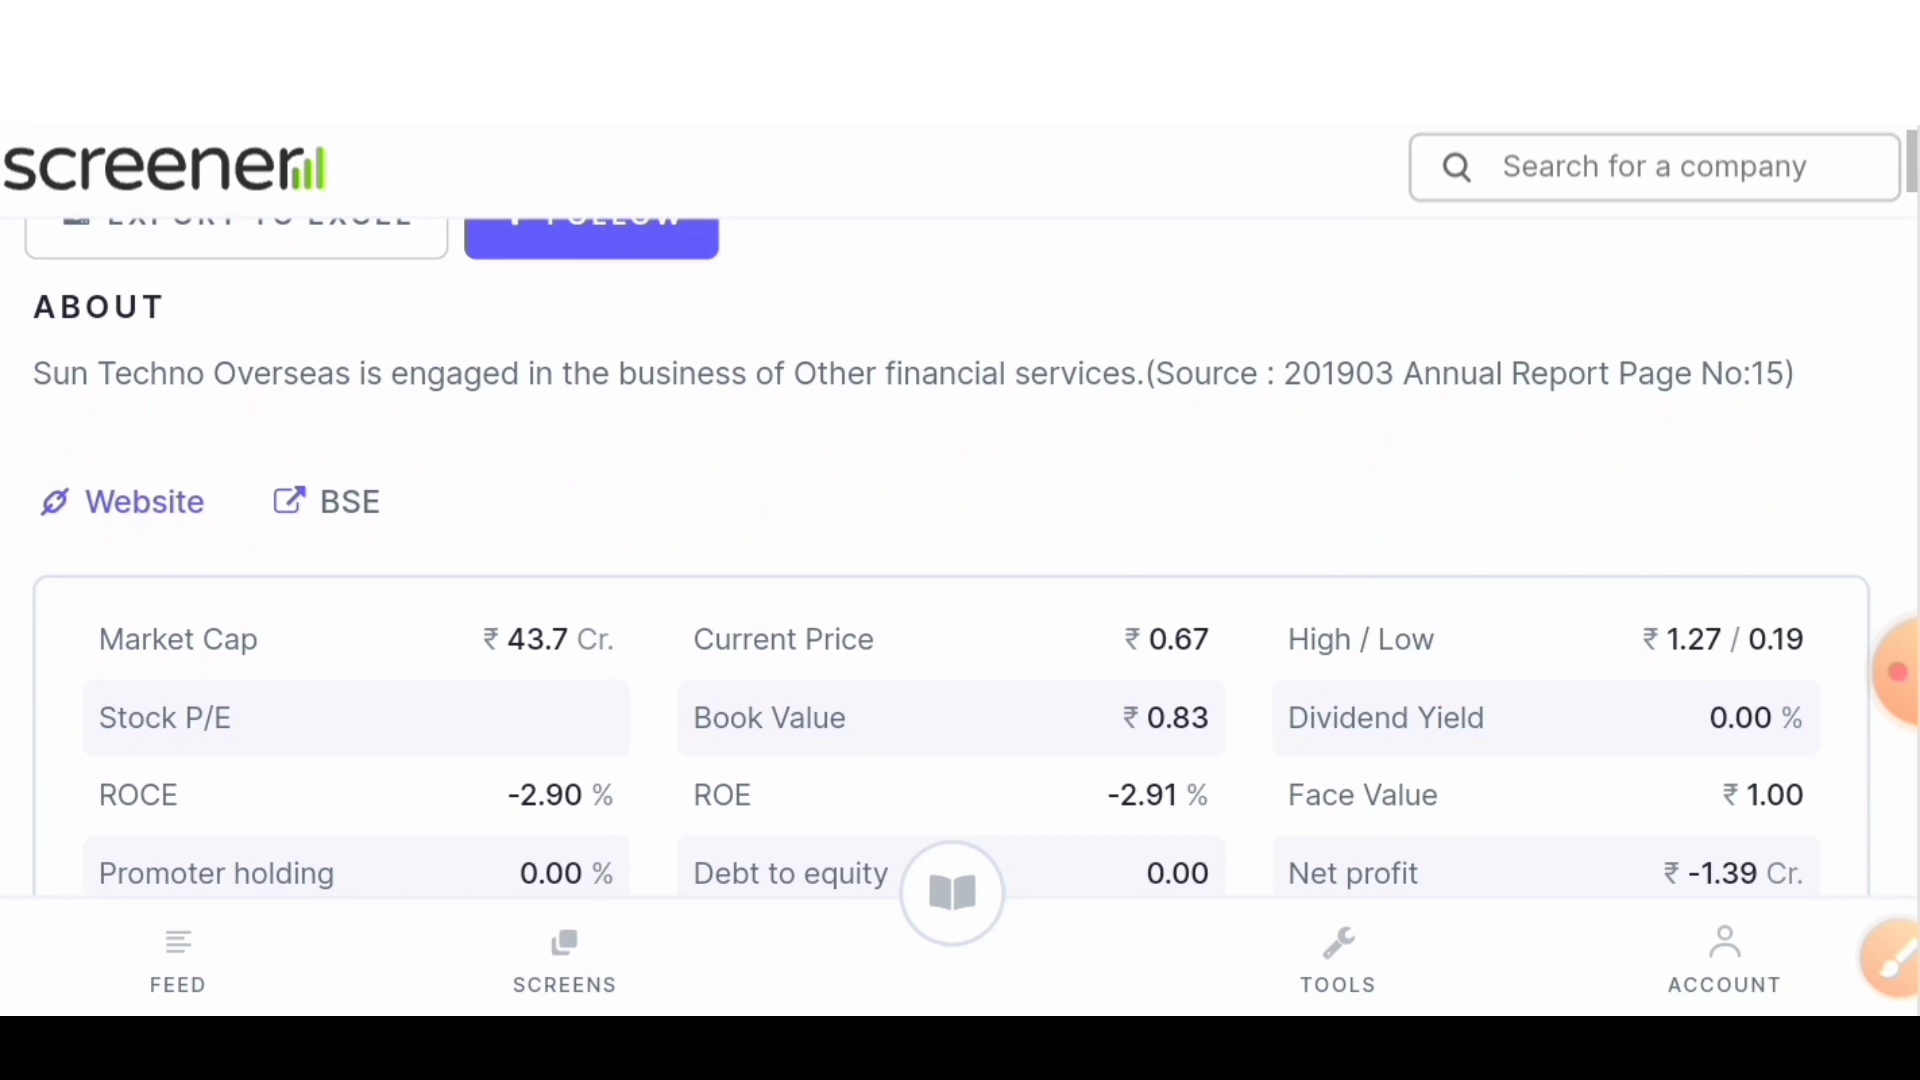 screener
Search for a company
EXPORT TO EXCEL
FOLLOW
ABOUT
Sun Techno Overseas is engaged in the business of Other financial services.(Source : 201903 Annual Report Page No:15)
Website BSE
Market Cap ₹ 43.7 Cr. Current Price ₹ 0.67 High / Low ₹ 1.27 / 0.19
Stock P/E Book Value ₹ 0.83 Dividend Yield 0.00 %
ROCE -2.90 % ROE -2.91 % Face Value ₹ 1.00
Promoter holding 0.00 % Debt to equity 0.00 Net profit ₹ -1.39 Cr.
FEED SCREENS TOOLS ACCOUNT